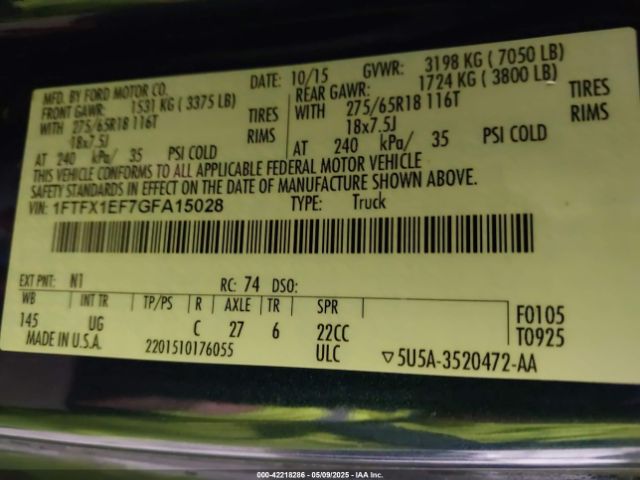 MFD. BY FORD MOTOR CO.
DATE: 10/15 GVWR: 3198 KG ( 7050 LB)
FRONT GAWR: 1531 KG ( 3375 LB)
REAR GAWR: 1724 KG ( 3800 LB)
WITH 275/65R18 116T TIRES
WITH 275/65R18 116T TIRES
18x7.5J RIMS
18x7.5J RIMS
AT 240 kPa/ 35 PSI COLD
AT 240 kPa/ 35 PSI COLD
THIS VEHICLE CONFORMS TO ALL APPLICABLE FEDERAL MOTOR VEHICLE
SAFETY STANDARDS IN EFFECT ON THE DATE OF MANUFACTURE SHOWN ABOVE.
VIN: 1FTFX1EF7GFA15028 TYPE: Truck
EXT PNT: N1 RC: 74 DSO:
WB INT TR TP/PS R AXLE TR SPR
145 UG C 27 6 22CC
F0105
T0925
MADE IN U.S.A. 2201510176055 ULC ▽5U5A-3520472-AA
000-42218286 - 05/09/2025 - IAA Inc.